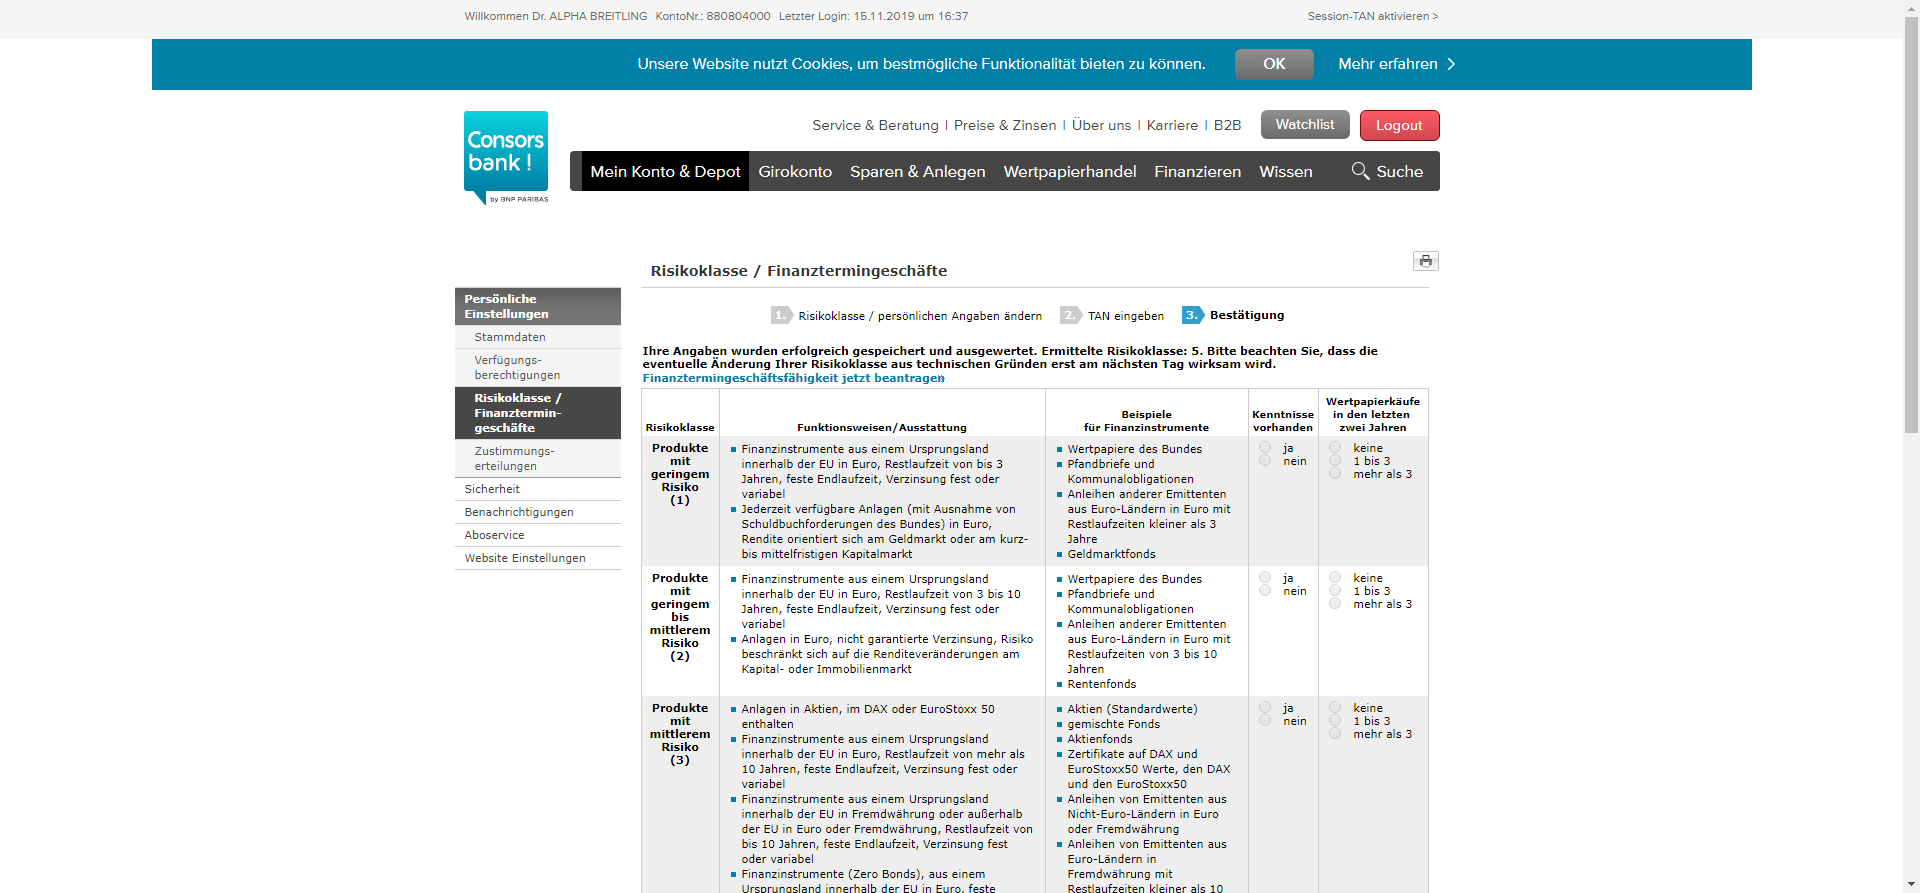 Willkommen Dr. ALPHA BREITLING KontoNr.: 880804000 Letzter Login: 15.11.2019 um 16:37
Session-TAN aktivieren >
Unsere Website nutzt Cookies, um bestmögliche Funktionalität bieten zu können.
OK
Mehr erfahren
Consors
bank !
by BNP PARIBAS
Service & Beratung | Preise & Zinsen | Über uns | Karriere | B2B
Watchlist
Logout
Mein Konto & Depot
Girokonto
Sparen & Anlegen
Wertpapierhandel
Finanzieren
Wissen
Suche
Risikoklasse / Finanztermingeschäfte
Persönliche
Einstellungen
Stammdaten
Verfügungs-
berechtigungen
Risikoklasse /
Finanztermin-
geschäfte
Zustimmungs-
erteilungen
Sicherheit
Benachrichtigungen
Aboservice
Website Einstellungen
1. Risikoklasse / persönlichen Angaben ändern
2. TAN eingeben
3. Bestätigung
Ihre Angaben wurden erfolgreich gespeichert und ausgewertet. Ermittelte Risikoklasse: 5. Bitte beachten Sie, dass die
eventuelle Änderung Ihrer Risikoklasse aus technischen Gründen erst am nächsten Tag wirksam wird.
Finanztermingeschäftsfähigkeit jetzt beantragen
Risikoklasse
Funktionsweisen/Ausstattung
Beispiele
für Finanzinstrumente
Kenntnisse
vorhanden
Wertpapierkäufe
in den letzten
zwei Jahren
Produkte
mit
geringem
Risiko
(1)
Finanzinstrumente aus einem Ursprungsland
innerhalb der EU in Euro, Restlaufzeit von bis 3
Jahren, feste Endlaufzeit, Verzinsung fest oder
variabel
Jederzeit verfügbare Anlagen (mit Ausnahme von
Schuldbuchforderungen des Bundes) in Euro,
Rendite orientiert sich am Geldmarkt oder am kurz-
bis mittelfristigen Kapitalmarkt
Wertpapiere des Bundes
Pfandbriefe und
Kommunalobligationen
Anleihen anderer Emittenten
aus Euro-Ländern in Euro mit
Restlaufzeiten kleiner als 3
Jahre
Geldmarktfonds
ja
nein
keine
1 bis 3
mehr als 3
Produkte
mit
geringem
bis
mittlerem
Risiko
(2)
Finanzinstrumente aus einem Ursprungsland
innerhalb der EU in Euro, Restlaufzeit von 3 bis 10
Jahren, feste Endlaufzeit, Verzinsung fest oder
variabel
Anlagen in Euro, nicht garantierte Verzinsung, Risiko
beschränkt sich auf die Renditeveränderungen am
Kapital- oder Immobilienmarkt
Wertpapiere des Bundes
Pfandbriefe und
Kommunalobligationen
Anleihen anderer Emittenten
aus Euro-Ländern in Euro mit
Restlaufzeiten von 3 bis 10
Jahren
Rentenfonds
ja
nein
keine
1 bis 3
mehr als 3
Produkte
mit
mittlerem
Risiko
(3)
Anlagen in Aktien, im DAX oder EuroStoxx 50
enthalten
Finanzinstrumente aus einem Ursprungsland
innerhalb der EU in Euro, Restlaufzeit von mehr als
10 Jahren, feste Endlaufzeit, Verzinsung fest oder
variabel
Finanzinstrumente aus einem Ursprungsland
innerhalb der EU in Fremdwährung oder außerhalb
der EU in Euro oder Fremdwährung, Restlaufzeit von
bis 10 Jahren, feste Endlaufzeit, Verzinsung fest
oder variabel
Finanzinstrumente (Zero Bonds), aus einem
Ursprungsland innerhalb der EU in Euro, feste
Aktien (Standardwerte)
gemischte Fonds
Aktienfonds
Zertifikate auf DAX und
EuroStoxx50 Werte, den DAX
und den EuroStoxx50
Anleihen von Emittenten aus
Nicht-Euro-Ländern in Euro
oder Fremdwährung
Anleihen von Emittenten aus
Euro-Ländern in
Fremdwährung mit
Restlaufzeiten kleiner als 10
ja
nein
keine
1 bis 3
mehr als 3